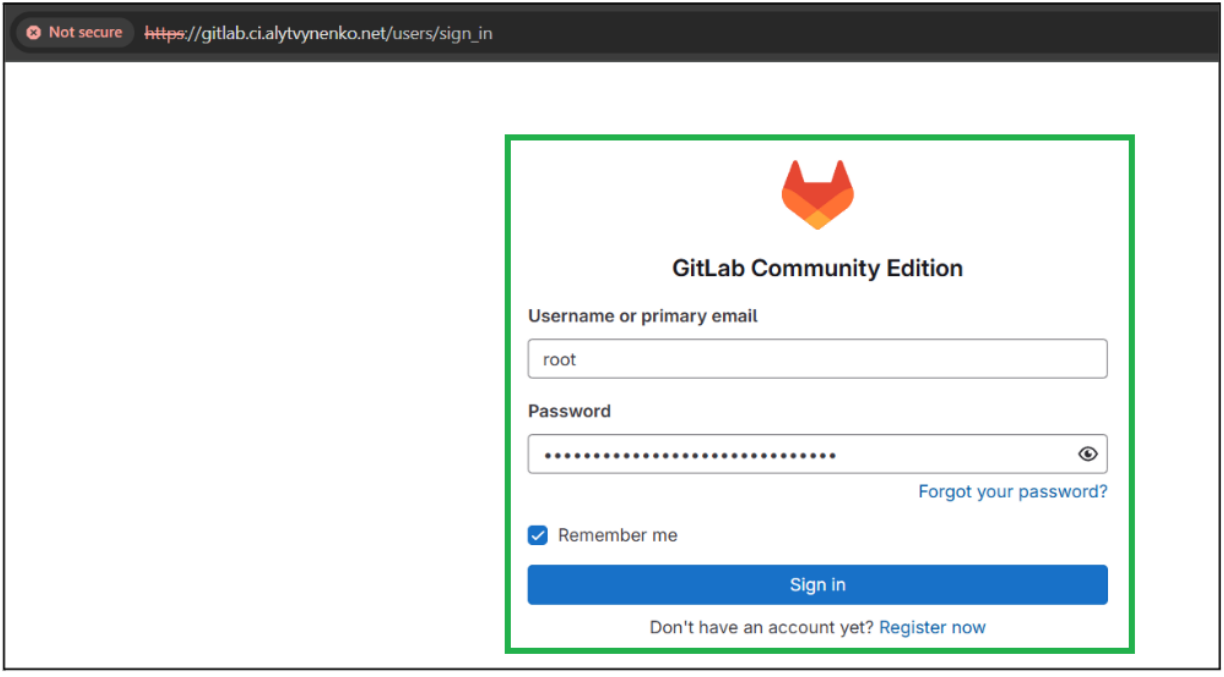 Not secure https://gitlab.ci.alytvynenko.net/users/sign_in
GitLab Community Edition
Username or primary email
root
Password
••••••••••••••••••••••••••••••
Forgot your password?
Remember me
Sign in
Don't have an account yet? Register now